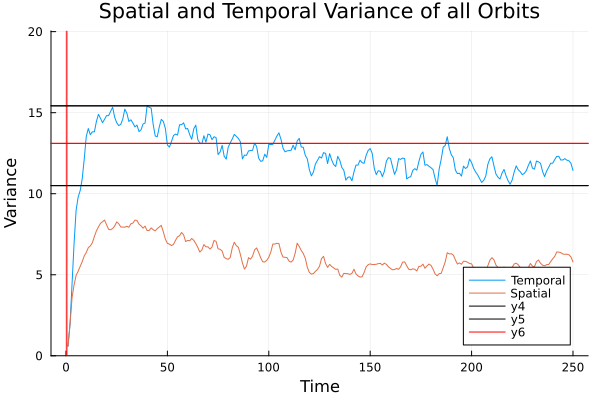 Spatial and Temporal Variance of all Orbits
Variance
20
15
10
5
0
Temporal
Spatial
y4
y5
y6
0 50 100 150 200 250
Time